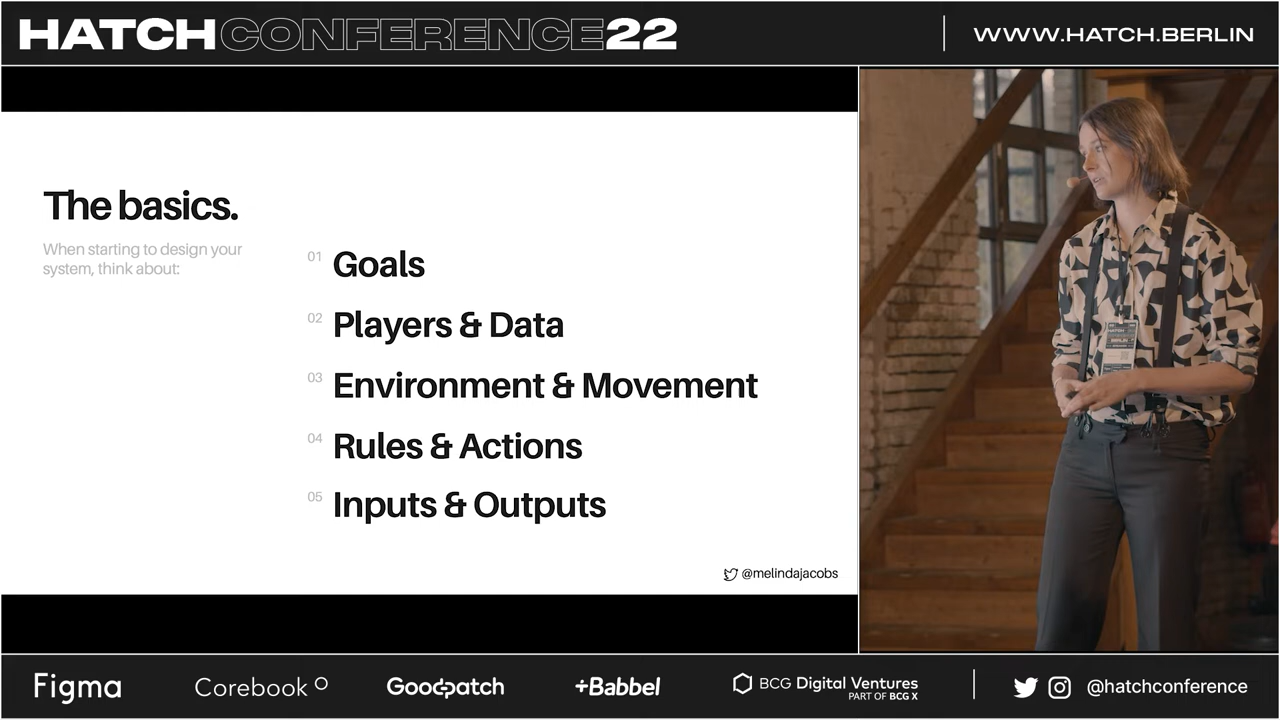 HATCHCONFERENCE22
WWW.HATCH.BERLIN
The basics.
When starting to design your
system, think about:
01 Goals
02 Players & Data
03 Environment & Movement
04 Rules & Actions
05 Inputs & Outputs
@melindajacobs
HATCH
BERLIN
Figma
Corebook
Goodpatch
+Babbel
BCG Digital Ventures
PART OF BCG X
@hatchconference